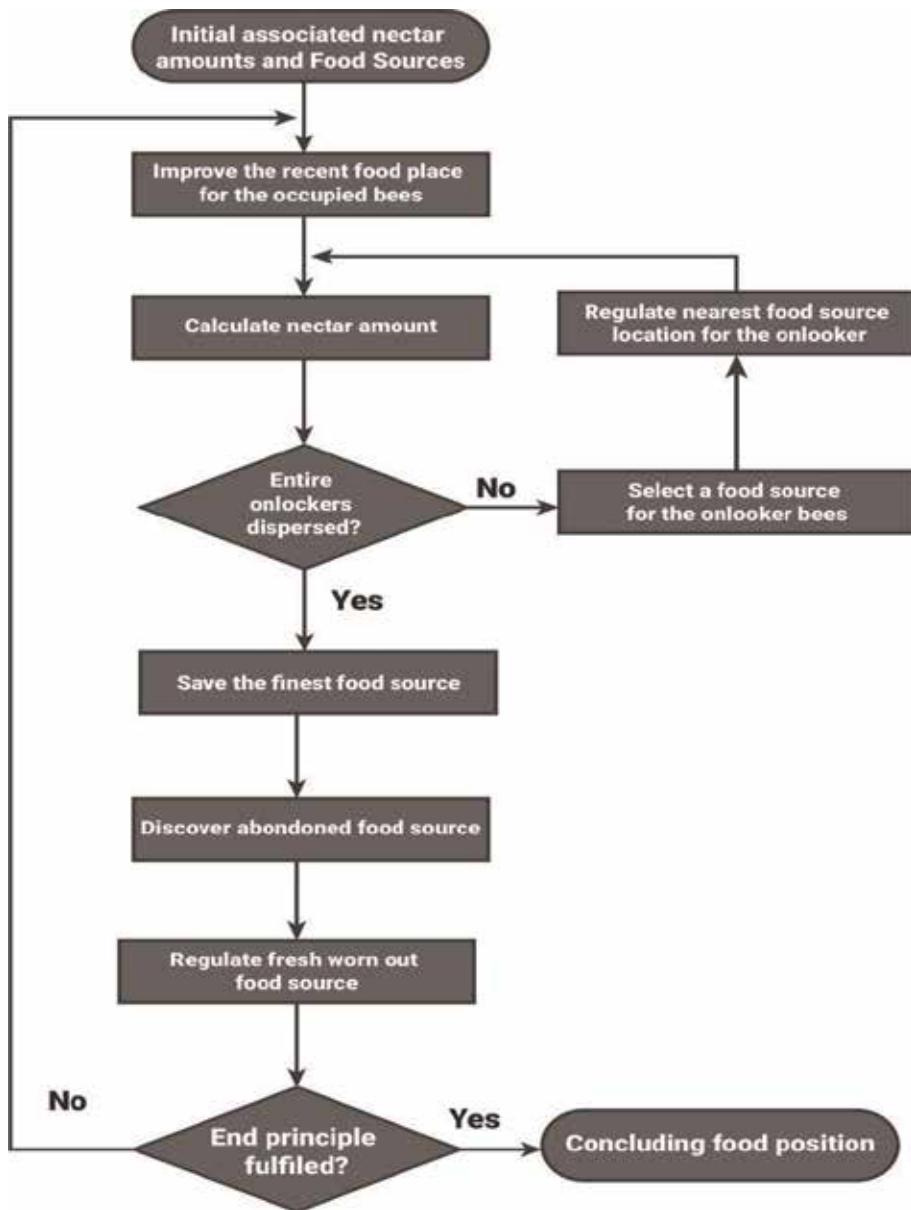 Initial associated nectar
amounts and Food Sources
Improve the recent food place
for the occupied bees
Calculate nectar amount
Regulate nearest food source
location for the onlooker
Entire
onlockers
dispersed?
No
Select a food source
for the onlooker bees
Yes
Save the finest food source
Discover abondoned food source
Regulate fresh worn out
food source
No
End principle
fulfiled?
Yes
Concluding food position